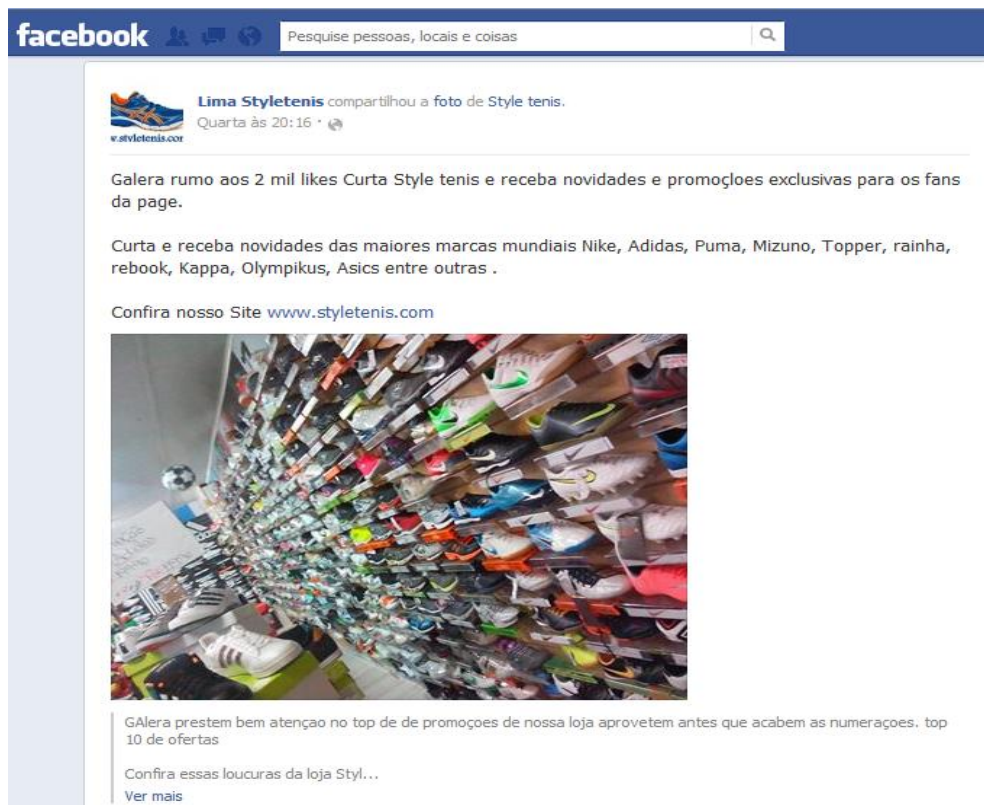 facebook
Pesquise pessoas, locais e coisas
Lima Styletenis compartilhou a foto de Style tenis.
Quarta às 20:16 ·
Galera rumo aos 2 mil likes Curta Style tenis e receba novidades e promoçloes exclusivas para os fans
da page.
Curta e receba novidades das maiores marcas mundiais Nike, Adidas, Puma, Mizuno, Topper, rainha,
rebook, Kappa, Olympikus, Asics entre outras .
Confira nosso Site www.styletenis.com
GAlera prestem bem atençao no top de de promoçoes de nossa loja aprovetem antes que acabem as numeraçoes. top
10 de ofertas
Confira essas loucuras da loja Styl...
Ver mais